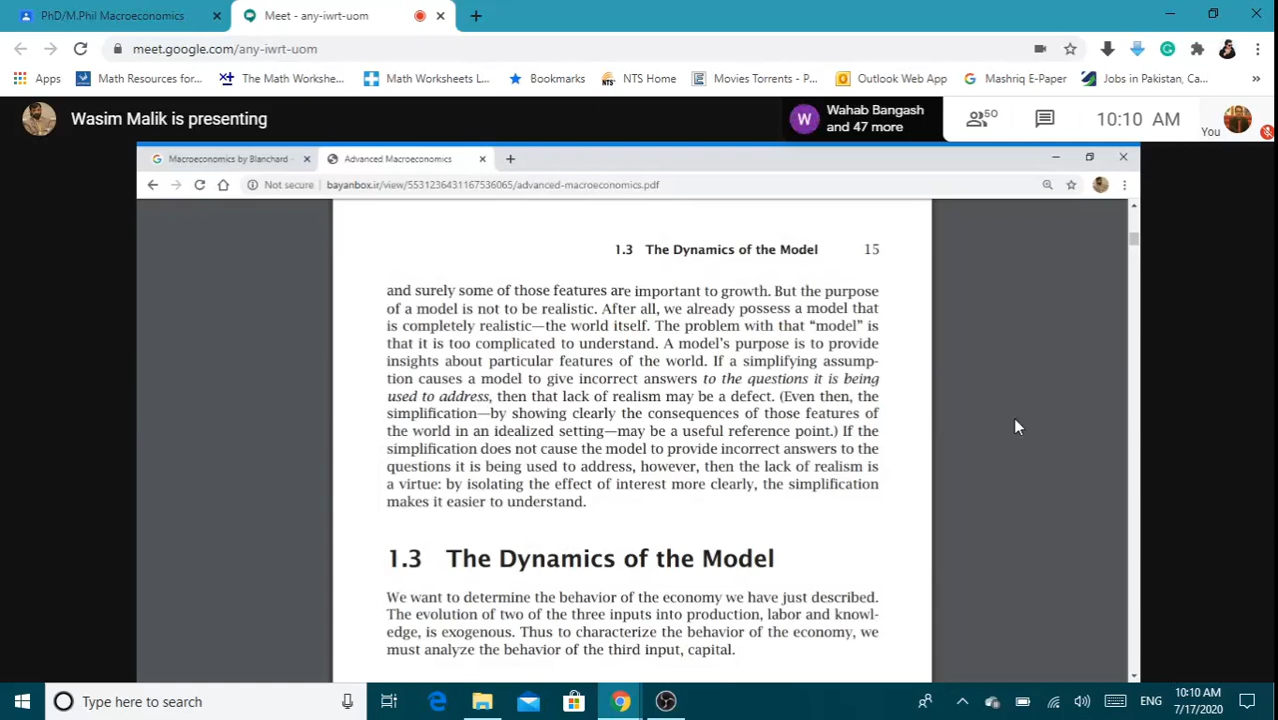 PhD/M.Phil Macroeconomics
Meet - any-iwrt-uom
meet.google.com/any-iwrt-uom
Apps
Math Resources for...
The Math Workshe...
Math Worksheets L...
Bookmarks
NTS Home
Movies Torrents - P...
Outlook Web App
Mashriq E-Paper
Jobs in Pakistan, Ca...
»
Wasim Malik is presenting
W
Wahab Bangash
and 47 more
50
10:10 AM
You
Macroeconomics by Blanchard -
Advanced Macroeconomics
Not secure | bayanbox.ir/view/5531236431167536065/advanced-macroeconomics.pdf
1.3 The Dynamics of the Model 15
and surely some of those features are important to growth. But the purpose
of a model is not to be realistic. After all, we already possess a model that
is completely realistic—the world itself. The problem with that “model” is
that it is too complicated to understand. A model’s purpose is to provide
insights about particular features of the world. If a simplifying assump-
tion causes a model to give incorrect answers to the questions it is being
used to address, then that lack of realism may be a defect. (Even then, the
simplification—by showing clearly the consequences of those features of
the world in an idealized setting—may be a useful reference point.) If the
simplification does not cause the model to provide incorrect answers to the
questions it is being used to address, however, then the lack of realism is
a virtue: by isolating the effect of interest more clearly, the simplification
makes it easier to understand.
1.3 The Dynamics of the Model
We want to determine the behavior of the economy we have just described.
The evolution of two of the three inputs into production, labor and knowl-
edge, is exogenous. Thus to characterize the behavior of the economy, we
must analyze the behavior of the third input, capital.
Type here to search
ENG
10:10 AM
7/17/2020